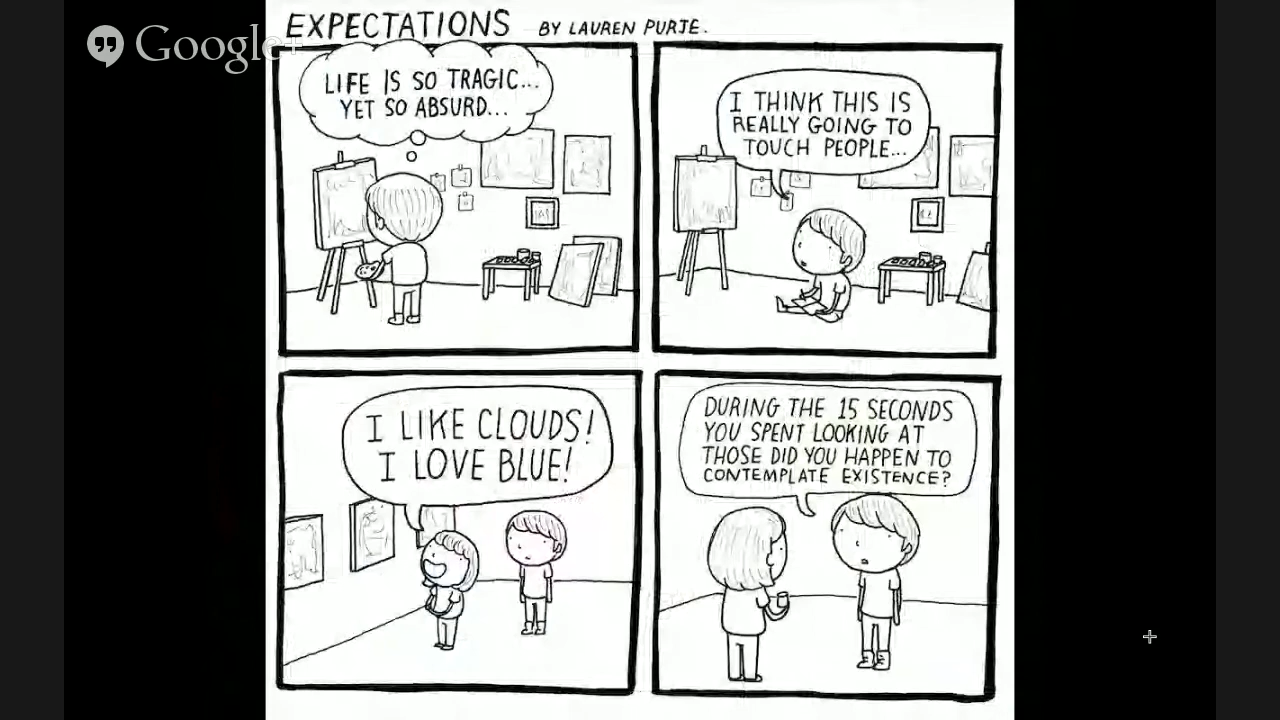 EXPECTATIONS BY LAUREN PURJE.
Google+
LIFE IS SO TRAGIC...
YET SO ABSURD...
I THINK THIS IS
REALLY GOING TO
TOUCH PEOPLE...
I LIKE CLOUDS!
I LOVE BLUE!
DURING THE 15 SECONDS
YOU SPENT LOOKING AT
THOSE DID YOU HAPPEN TO
CONTEMPLATE EXISTENCE?